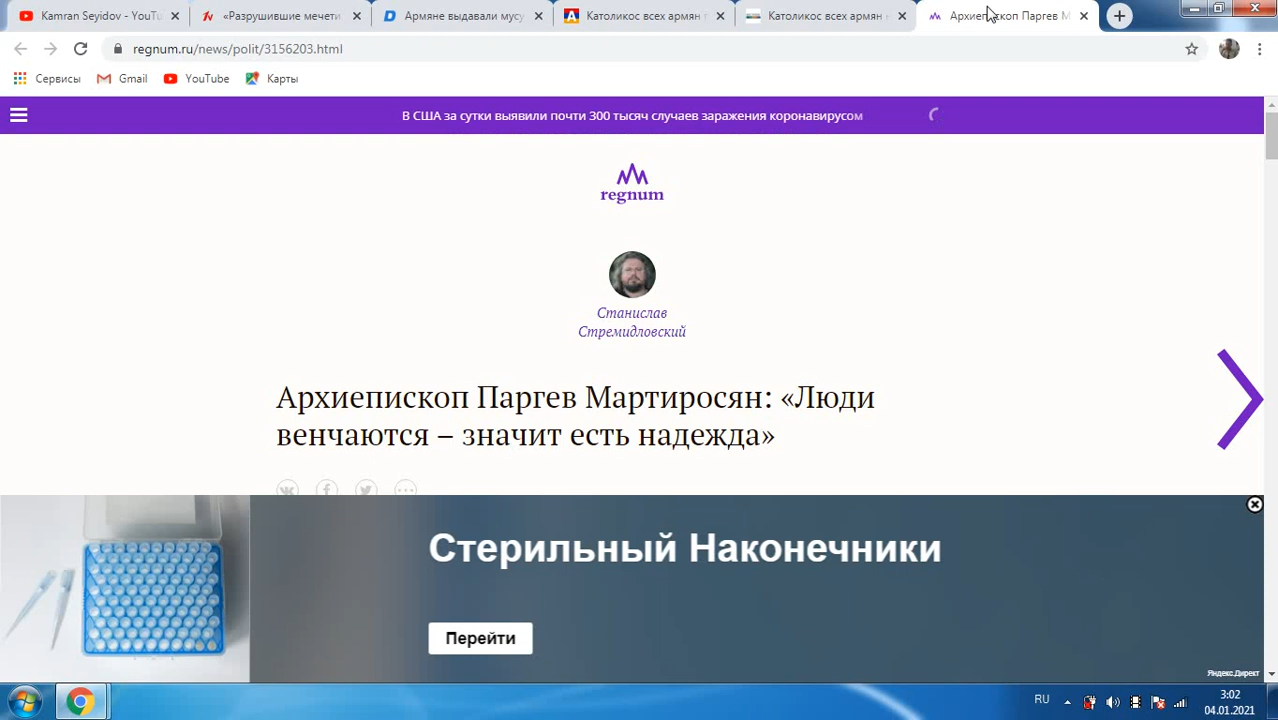 Kamran Seyidov - YouTu
«Разрушившие мечети
Армяне выдавали мусу
Католикос всех армян п
Католикос всех армян
Паргев М
regnum.ru/news/polit/3156203.html
Сервисы
Gmail
YouTube
Карты
В США за сутки выявили почти 300 тысяч случаев заражения коронавирусом
regnum
Станислав
Стремидловский
Архиепископ Паргев Мартиросян: «Люди
венчаются – значит есть надежда»
Стерильный Наконечники
Перейти
Яндекс.Директ
RU
3:02
04.01.2021